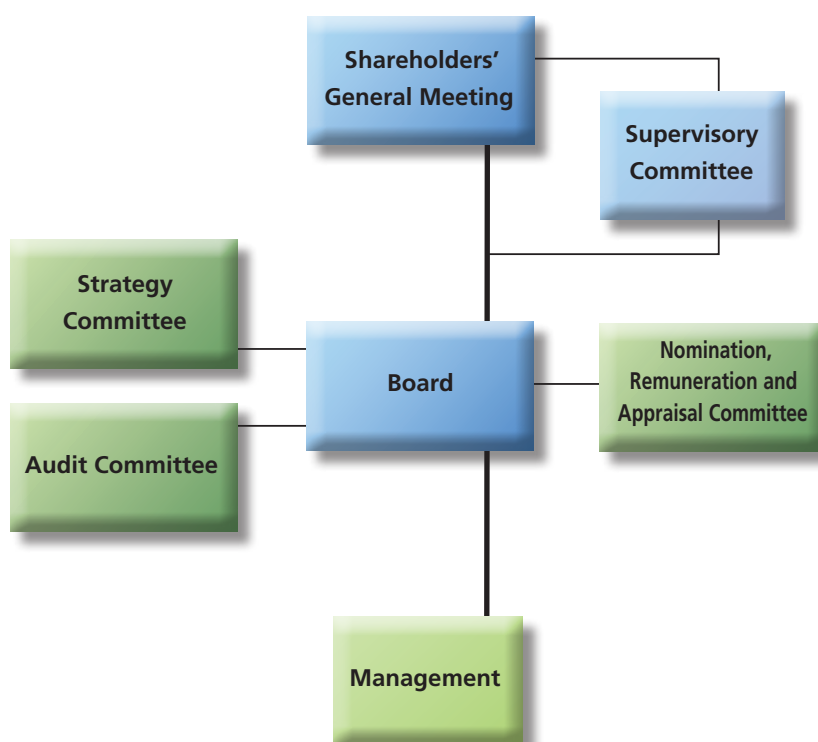 Shareholders’
General Meeting
Supervisory
Committee
Strategy
Committee
Board
Nomination,
Remuneration and
Appraisal Committee
Audit Committee
Management